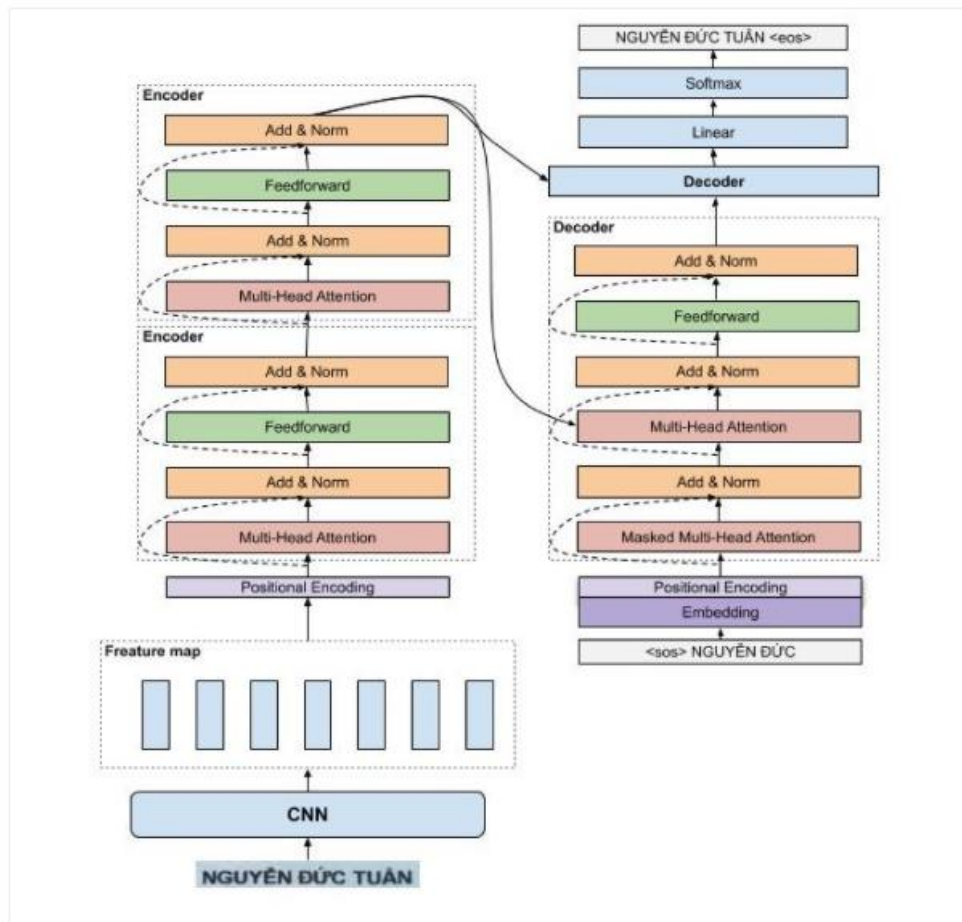 NGUYỄN ĐỨC TUÂN <eos>
Softmax
Linear
Decoder
Decoder
Add & Norm
Feedforward
Add & Norm
Multi-Head Attention
Add & Norm
Masked Multi-Head Attention
Positional Encoding
Embedding
<sos> NGUYỄN ĐỨC
Encoder
Add & Norm
Feedforward
Add & Norm
Multi-Head Attention
Encoder
Add & Norm
Feedforward
Add & Norm
Multi-Head Attention
Positional Encoding
Freature map
CNN
NGUYỄN ĐỨC TUÂN